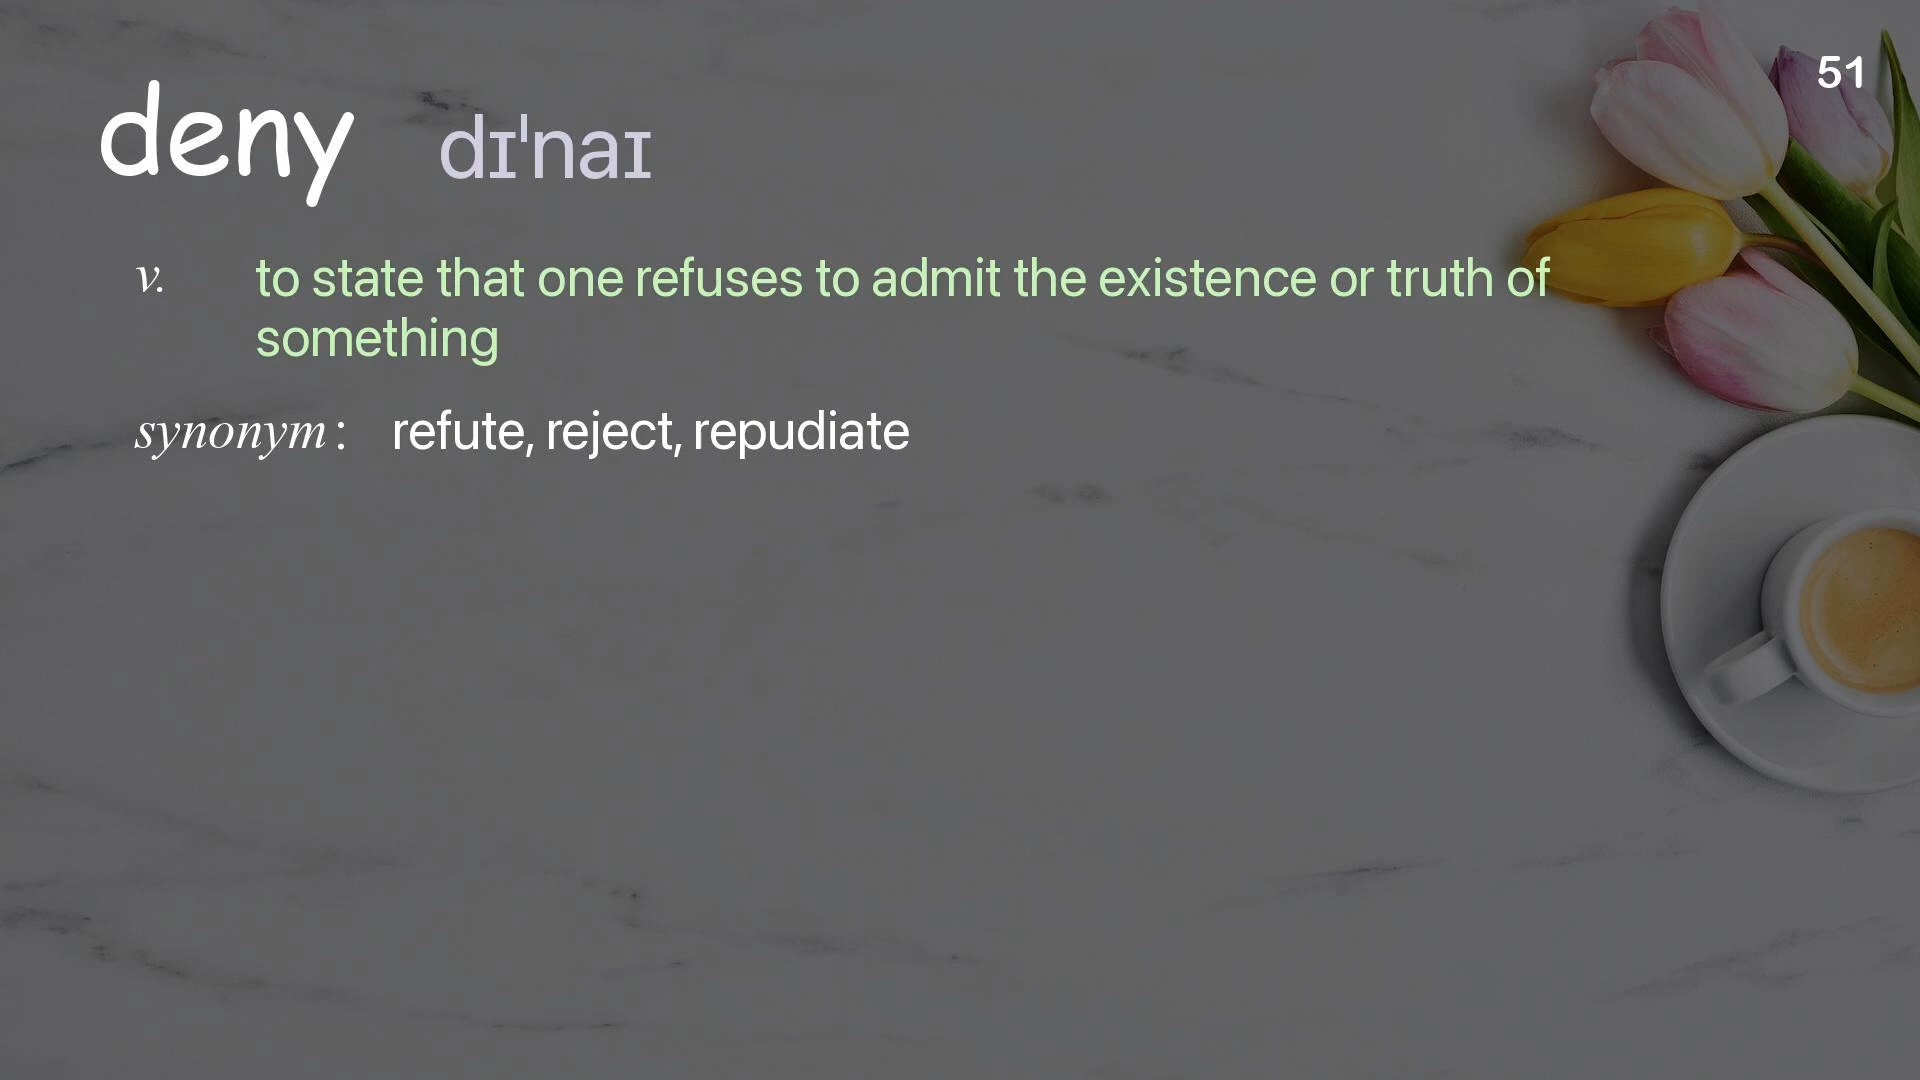 51
deny dɪˈnaɪ
v. to state that one refuses to admit the existence or truth of
something
synonym : refute, reject, repudiate